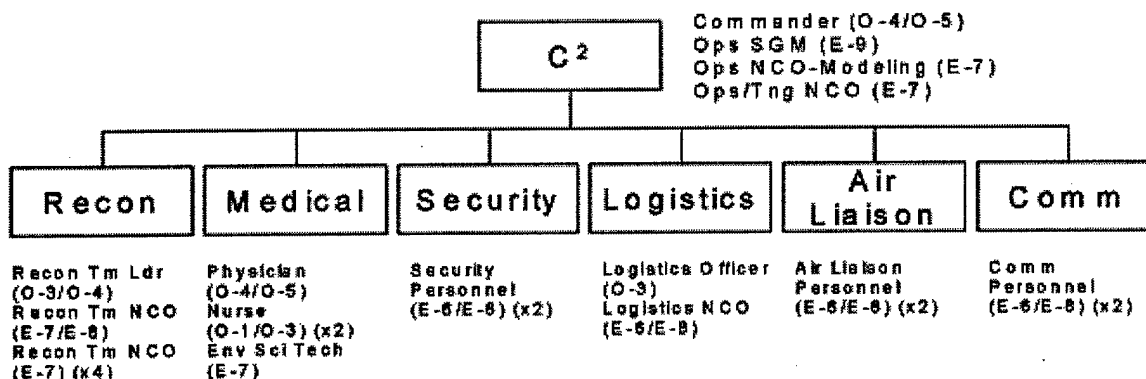 C²
Commander (O-4/O-5)
Ops SGM (E-9)
Ops NCO-Modeling (E-7)
Ops/Tng NCO (E-7)
Recon
Medical
Security
Logistics
Air
Liaison
Comm
Recon Tm Ldr
(O-3/O-4)
Recon Tm NCO
(E-7/E-8)
Recon Tm NCO
(E-7) (x4)
Physician
(O-4/O-5)
Nurse
(O-1/O-3) (x2)
Env Sci Tech
(E-7)
Security
Personnel
(E-6/E-8) (x2)
Logistics Officer
(O-3)
Logistics NCO
(E-6/E-8)
Air Liaison
Personnel
(E-6/E-8) (x2)
Comm
Personnel
(E-6/E-8) (x2)